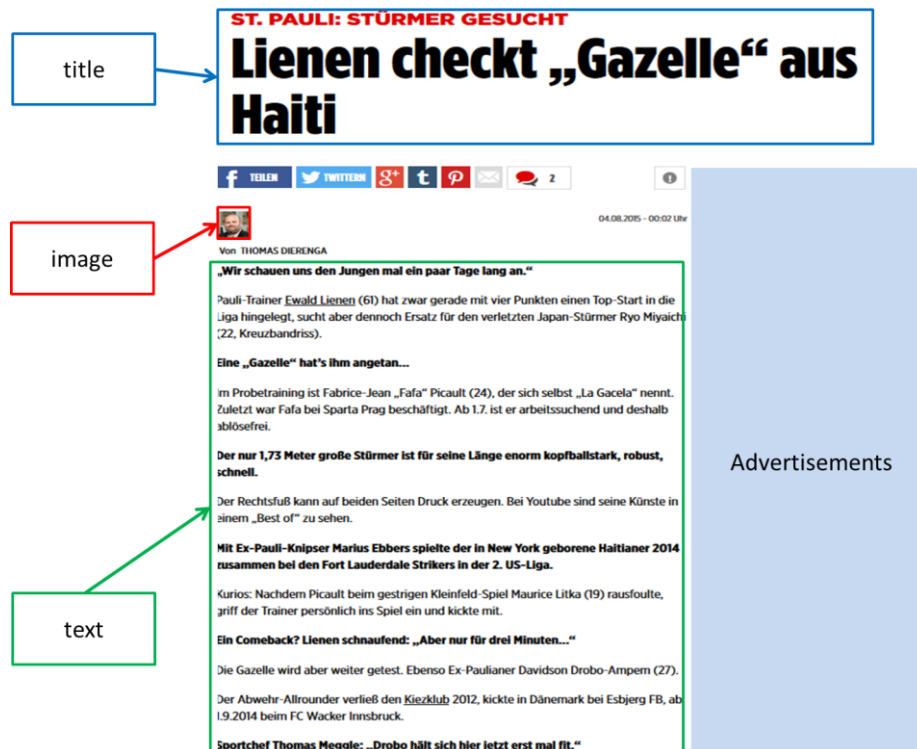 ST. PAULI: STÜRMER GESUCHT
title
Lienen checkt „Gazelle“ aus
Haiti
TEILEN
TWITTERN
g+
t
2
04.08.2015 - 00:02 Uhr
image
Von THOMAS DIERENGA
„Wir schauen uns den Jungen mal ein paar Tage lang an.“
Pauli-Trainer Ewald Lienen (61) hat zwar gerade mit vier Punkten einen Top-Start in die
Liga hingelegt, sucht aber dennoch Ersatz für den verletzten Japan-Stürmer Ryo Miyaichi
(22, Kreuzbandriss).
Eine „Gazelle“ hat’s ihm angetan...
Im Probetraining ist Fabrice-Jean „Fafa“ Picault (24), der sich selbst „La Gacela“ nennt.
Zuletzt war Fafa bei Sparta Prag beschäftigt. Ab 1.7. ist er arbeitssuchend und deshalb
ablösefrei.
Der nur 1,73 Meter große Stürmer ist für seine Länge enorm kopfballstark, robust,
schnell.
Advertisements
Der Rechtsfuß kann auf beiden Seiten Druck erzeugen. Bei Youtube sind seine Künste in
einem „Best of“ zu sehen.
Mit Ex-Pauli-Knipser Marius Ebbers spielte der in New York geborene Haitianer 2014
zusammen bei den Fort Lauderdale Strikers in der 2. US-Liga.
Kurios: Nachdem Picault beim gestrigen Kleinfeld-Spiel Maurice Litka (19) rausfoulte,
griff der Trainer persönlich ins Spiel ein und kickte mit.
text
Ein Comeback? Lienen schnaufend: „Aber nur für drei Minuten...“
Die Gazelle wird aber weiter getest. Ebenso Ex-Paulianer Davidson Drobo-Ampem (27).
Der Abwehr-Allrounder verließ den Kiezklub 2012, kickte in Dänemark bei Esbjerg FB, ab
1.9.2014 beim FC Wacker Innsbruck.
Sportchef Thomas Meggle: „Drobo hält sich hier jetzt erst mal fit.“